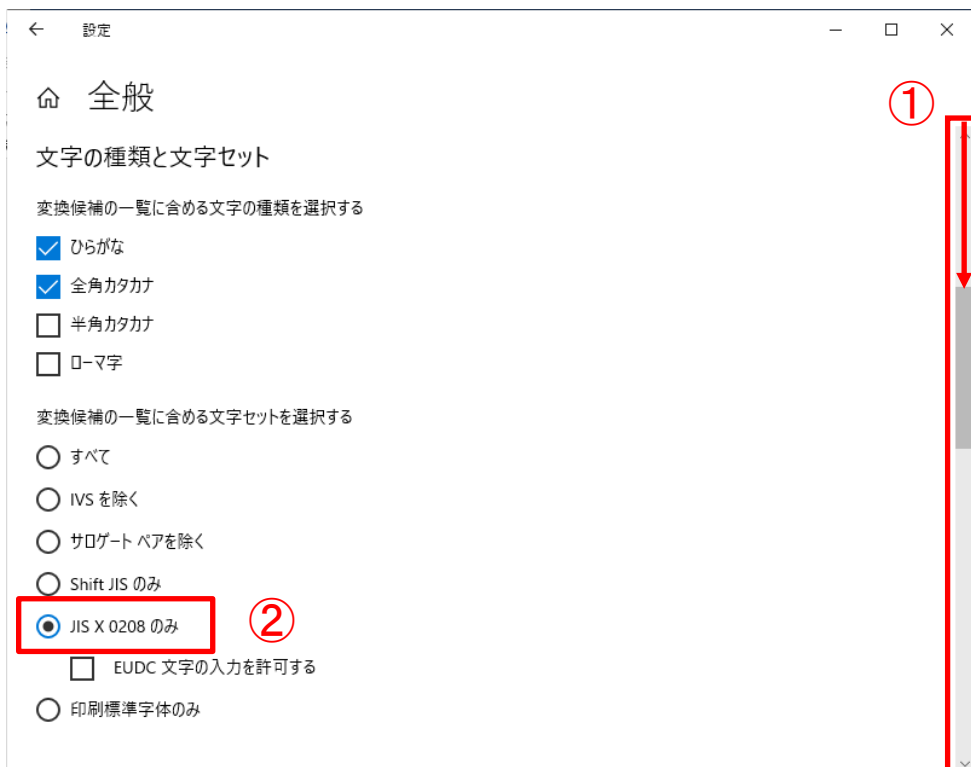 設定
全般
①
文字の種類と文字セット
変換候補の一覧に含める文字の種類を選択する
ひらがな
全角カタカナ
半角カタカナ
ローマ字
変換候補の一覧に含める文字セットを選択する
すべて
IVS を除く
サロゲート ペアを除く
Shift JIS のみ
JIS X 0208 のみ
②
EUDC 文字の入力を許可する
印刷標準字体のみ